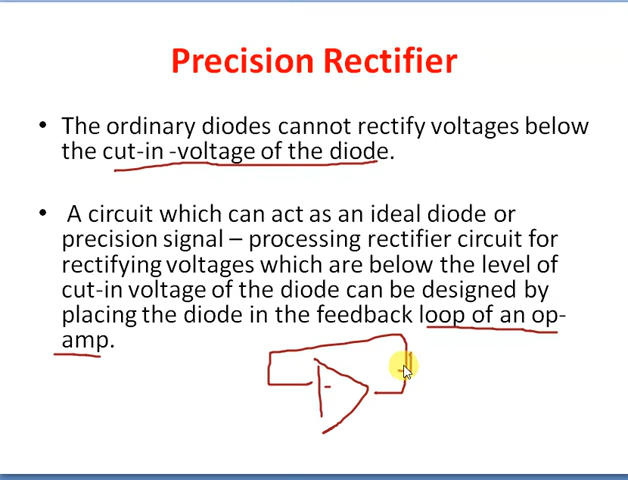 Precision Rectifier
• The ordinary diodes cannot rectify voltages below
the cut-in -voltage of the diode.
• A circuit which can act as an ideal diode or
precision signal – processing rectifier circuit for
rectifying voltages which are below the level of
cut-in voltage of the diode can be designed by
placing the diode in the feedback loop of an op-
amp.
-